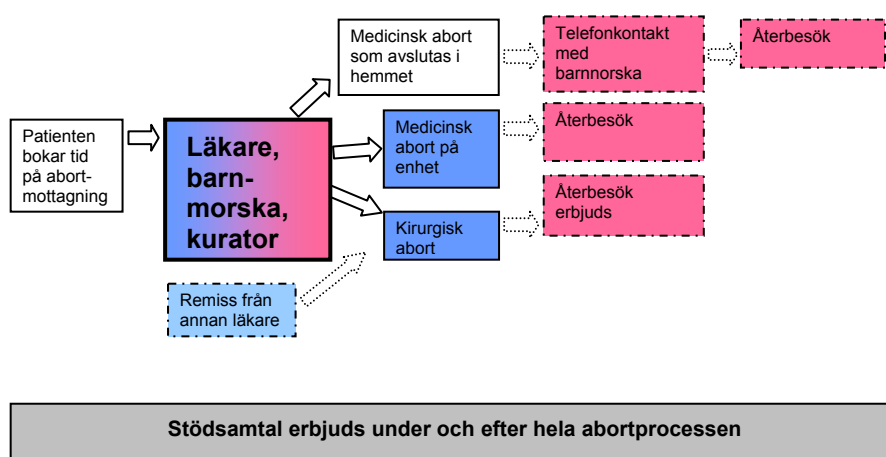 Patienten
bokar tid
på abort-
mottagning
Läkare,
barn-
morska,
kurator
Medicinsk abort
som avslutas i
hemmet
Telefonkontakt
med
barnnorska
Återbesök
Medicinsk
abort på
enhet
Återbesök
Kirurgisk
abort
Återbesök
erbjuds
Remiss från
annan läkare
Stödsamtal erbjuds under och efter hela abortprocessen